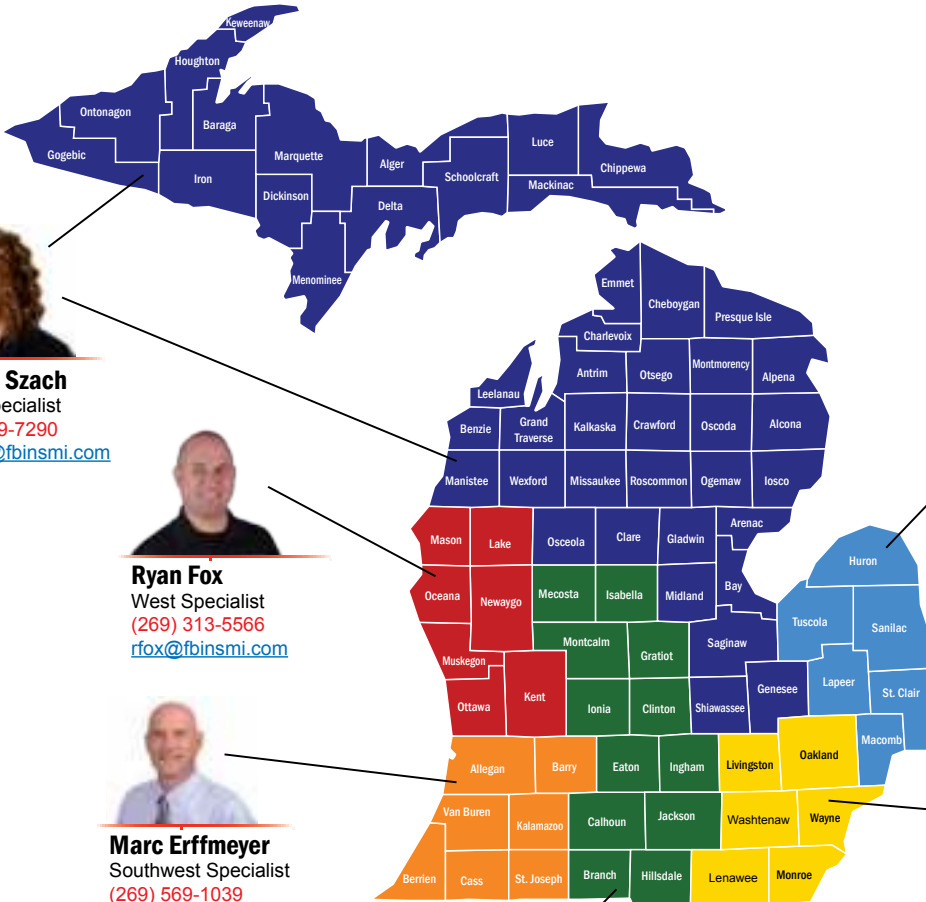 Keweenaw
Houghton
Ontonagon
Baraga
Gogebic
Iron
Marquette
Dickinson
Alger
Delta
Menominee
Schoolcraft
Luce
Mackinac
Chippewa
Emmet
Cheboygan
Presque Isle
Charlevoix
Antrim
Otsego
Montmorency
Alpena
Leelanau
Benzie
Grand
Traverse
Kalkaska
Crawford
Oscoda
Alcona
Manistee
Wexford
Missaukee
Roscommon
Ogemaw
Iosco
Szach
ecialist
9-7290
@fbinsmi.com
Ryan Fox
West Specialist
(269) 313-5566
rfox@fbinsmi.com
Mason
Lake
Osceola
Clare
Gladwin
Arenac
Oceana
Newaygo
Mecosta
Isabella
Midland
Bay
Huron
Tuscola
Sanilac
Muskegon
Montcalm
Gratiot
Saginaw
Ottawa
Kent
Ionia
Clinton
Shiawassee
Genesee
Lapeer
St. Clair
Marc Erffmeyer
Southwest Specialist
(269) 569-1039
Allegan
Barry
Eaton
Ingham
Livingston
Oakland
Macomb
Van Buren
Kalamazoo
Calhoun
Jackson
Washtenaw
Wayne
Berrien
Cass
St. Joseph
Branch
Hillsdale
Lenawee
Monroe